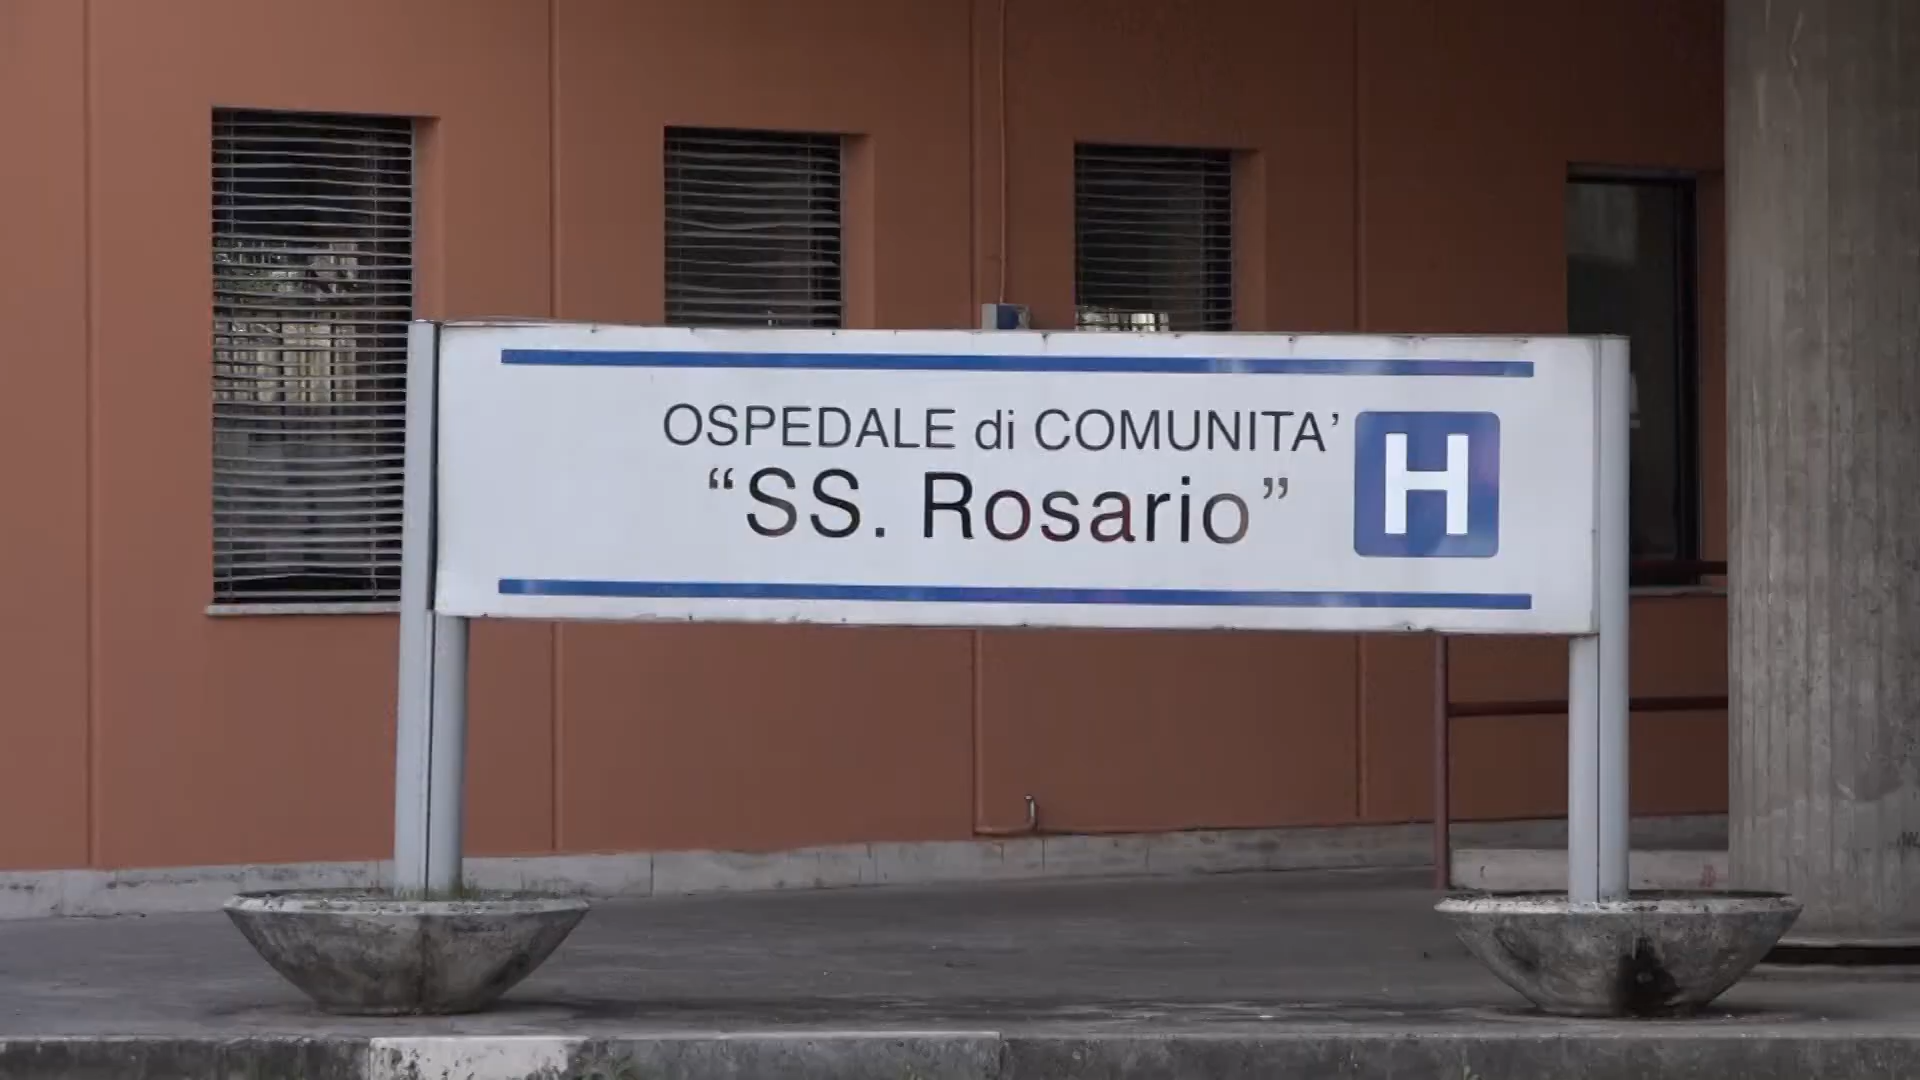 OSPEDALE di COMUNITA’
“SS. Rosario”
H